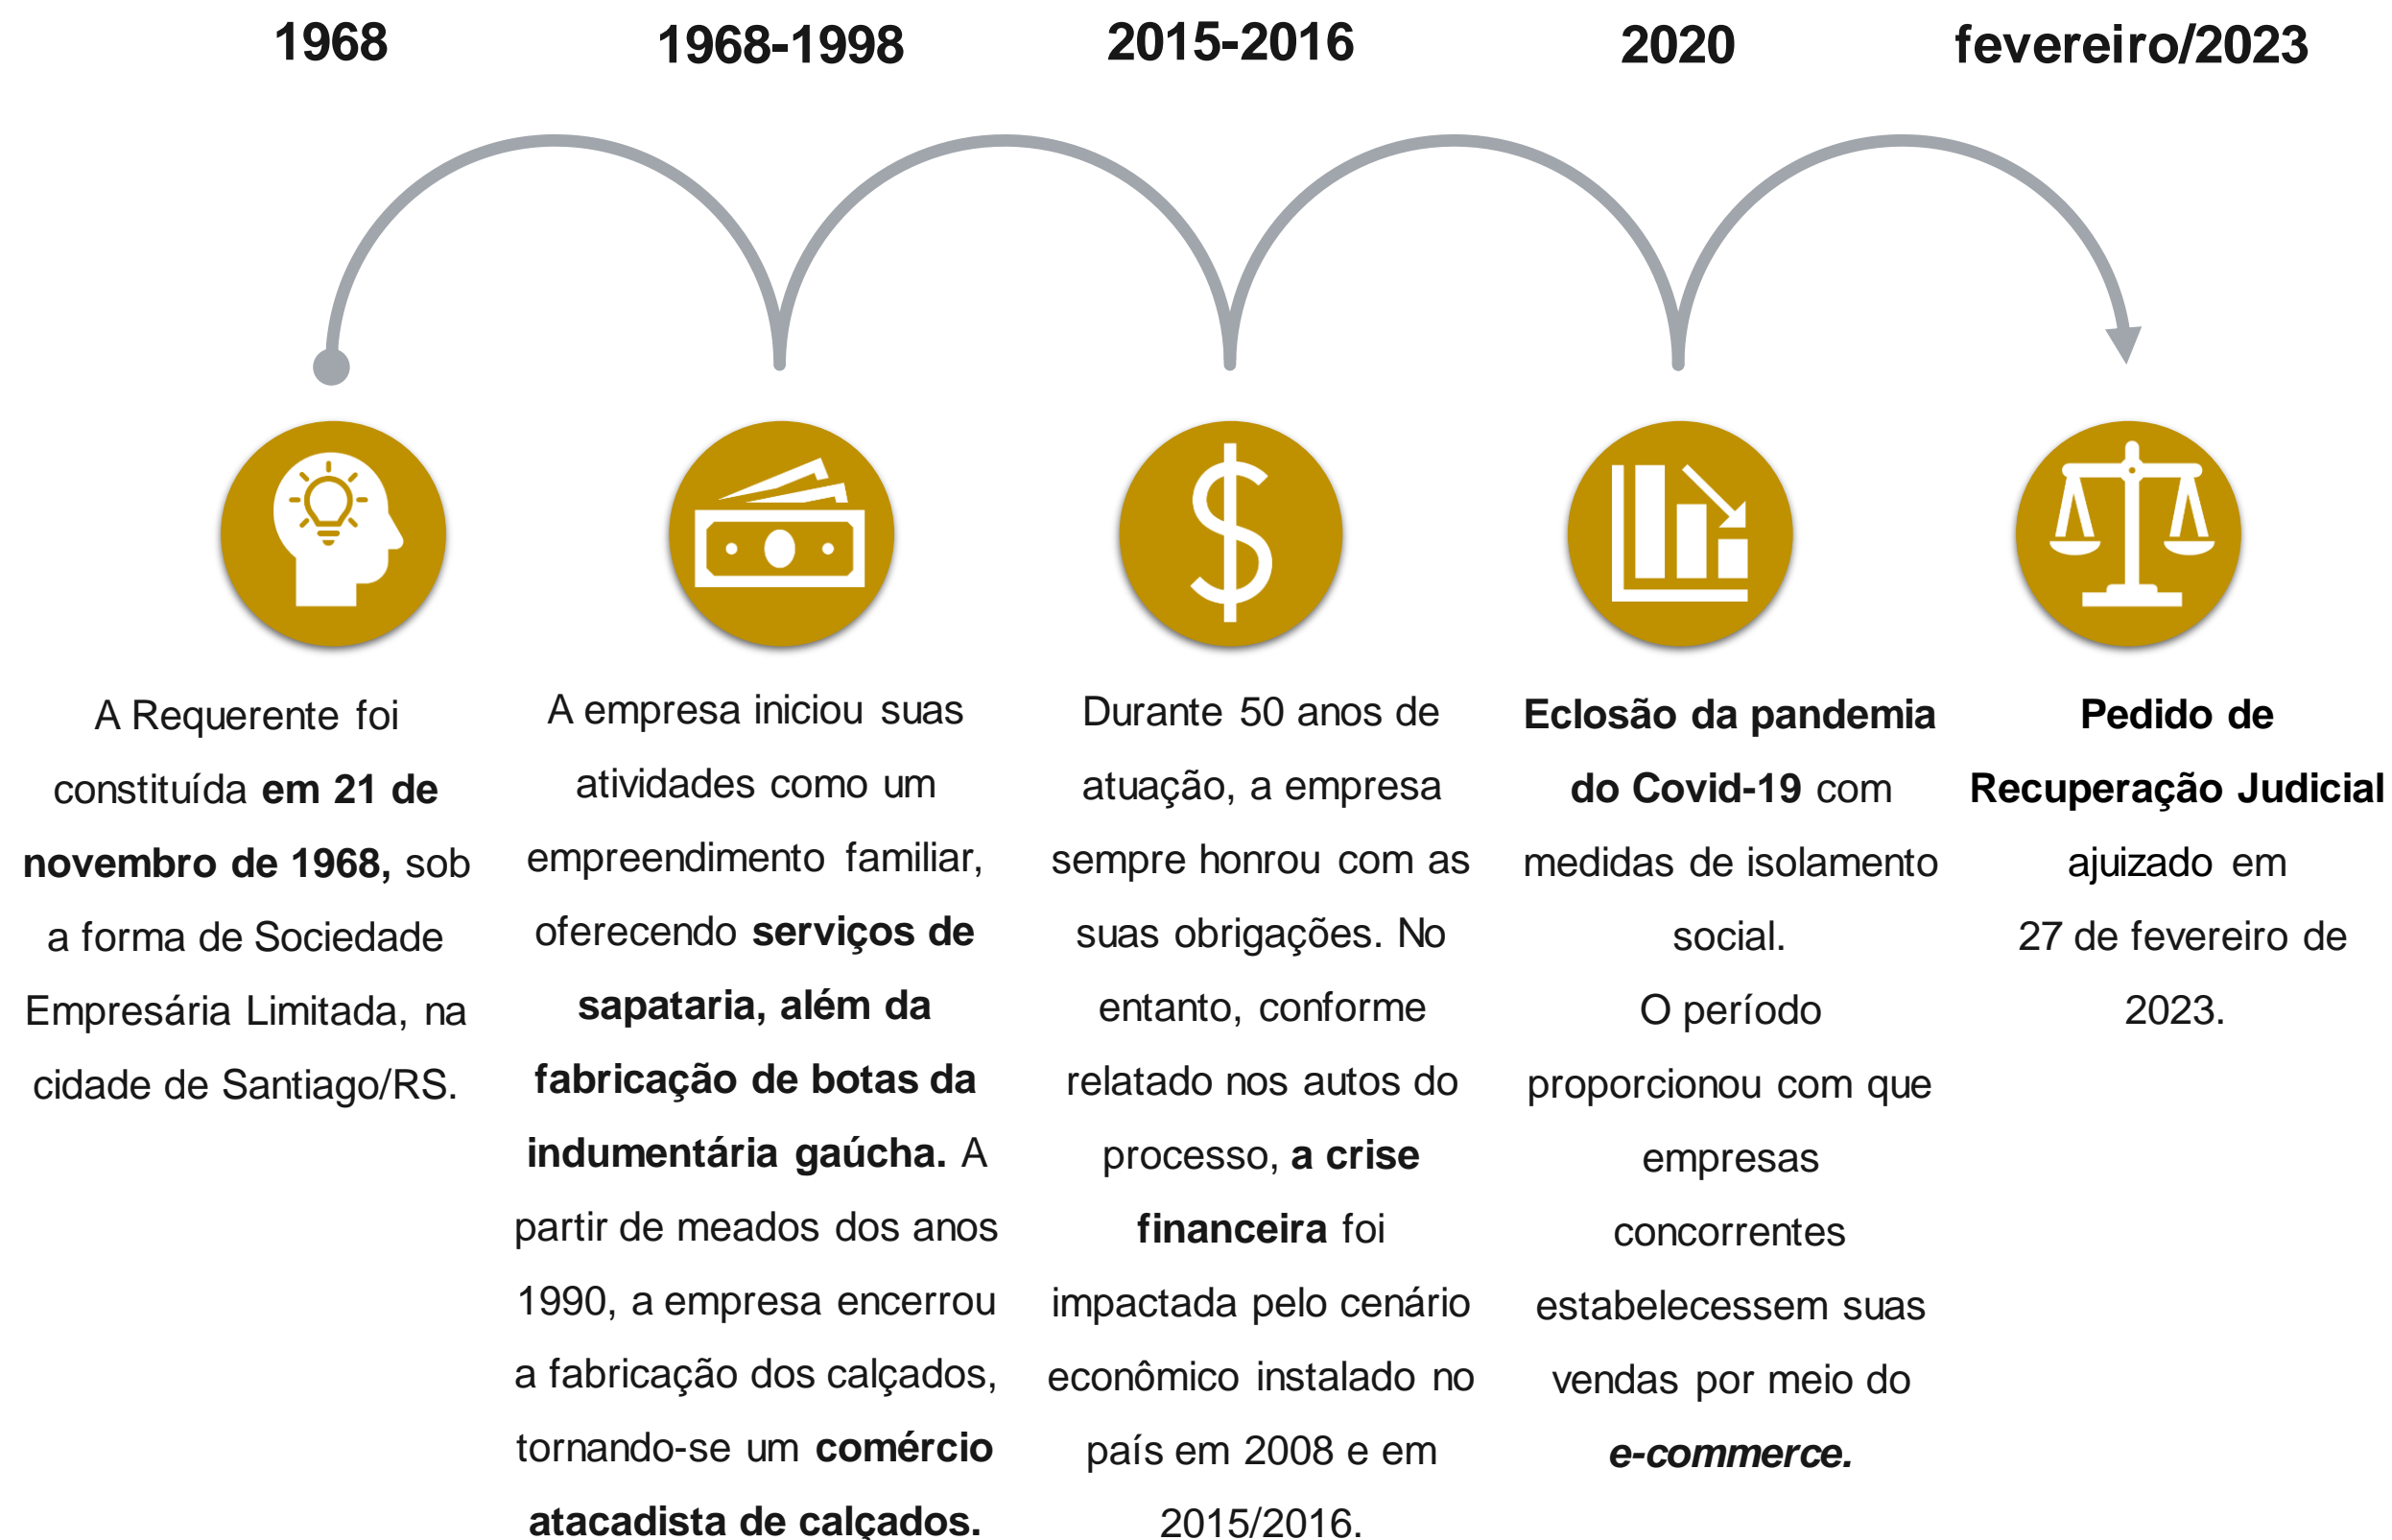 1968
A Requerente foi
constituída em 21 de
novembro de 1968, sob
a forma de Sociedade
Empresária Limitada, na
cidade de Santiago/RS.
1968-1998
A empresa iniciou suas
atividades como um
empreendimento familiar,
oferecendo serviços de
sapataria, além da
fabricação de botas da
indumentária gaúcha. A
partir de meados dos anos
1990, a empresa encerrou
a fabricação dos calçados,
tornando-se um comércio
atacadista de calçados.
2015-2016
Durante 50 anos de
atuação, a empresa
sempre honrou com as
suas obrigações. No
entanto, conforme
relatado nos autos do
processo, a crise
financeira foi
impactada pelo cenário
econômico instalado no
país em 2008 e em
2015/2016.
2020
Eclosão da pandemia
do Covid-19 com
medidas de isolamento
social.
O período
proporcionou com que
empresas
concorrentes
estabelecessem suas
vendas por meio do
e-commerce.
fevereiro/2023
Pedido de
Recuperação Judicial
ajuizado em
27 de fevereiro de
2023.